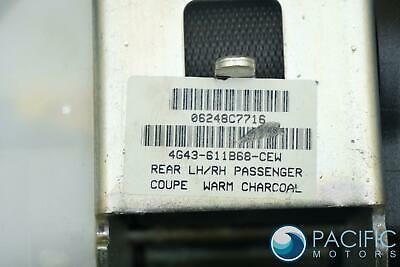 06248C7716
4G43-611B68-CEW
REAR LH/RH PASSENGER
COUPE WARM CHARCOAL
PACIFIC
MOTORS